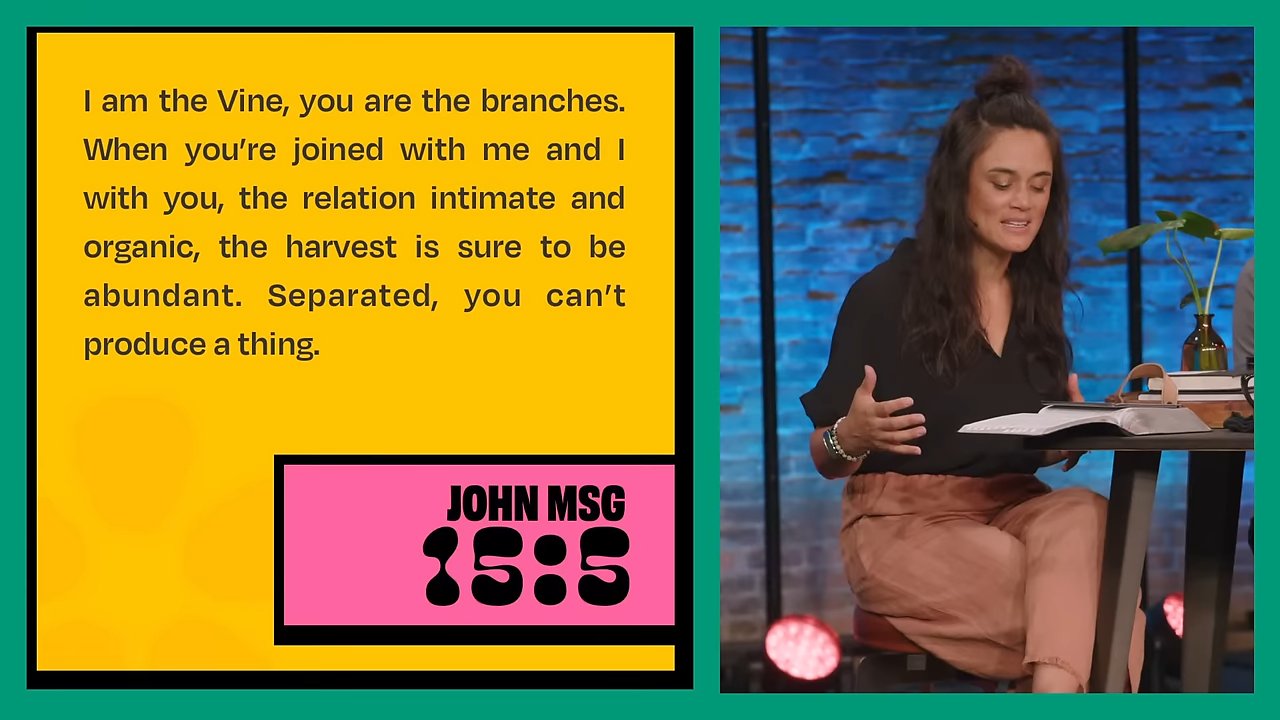 I am the Vine, you are the branches.
When you’re joined with me and I
with you, the relation intimate and
organic, the harvest is sure to be
abundant. Separated, you can’t
produce a thing.
JOHN MSG
15:5